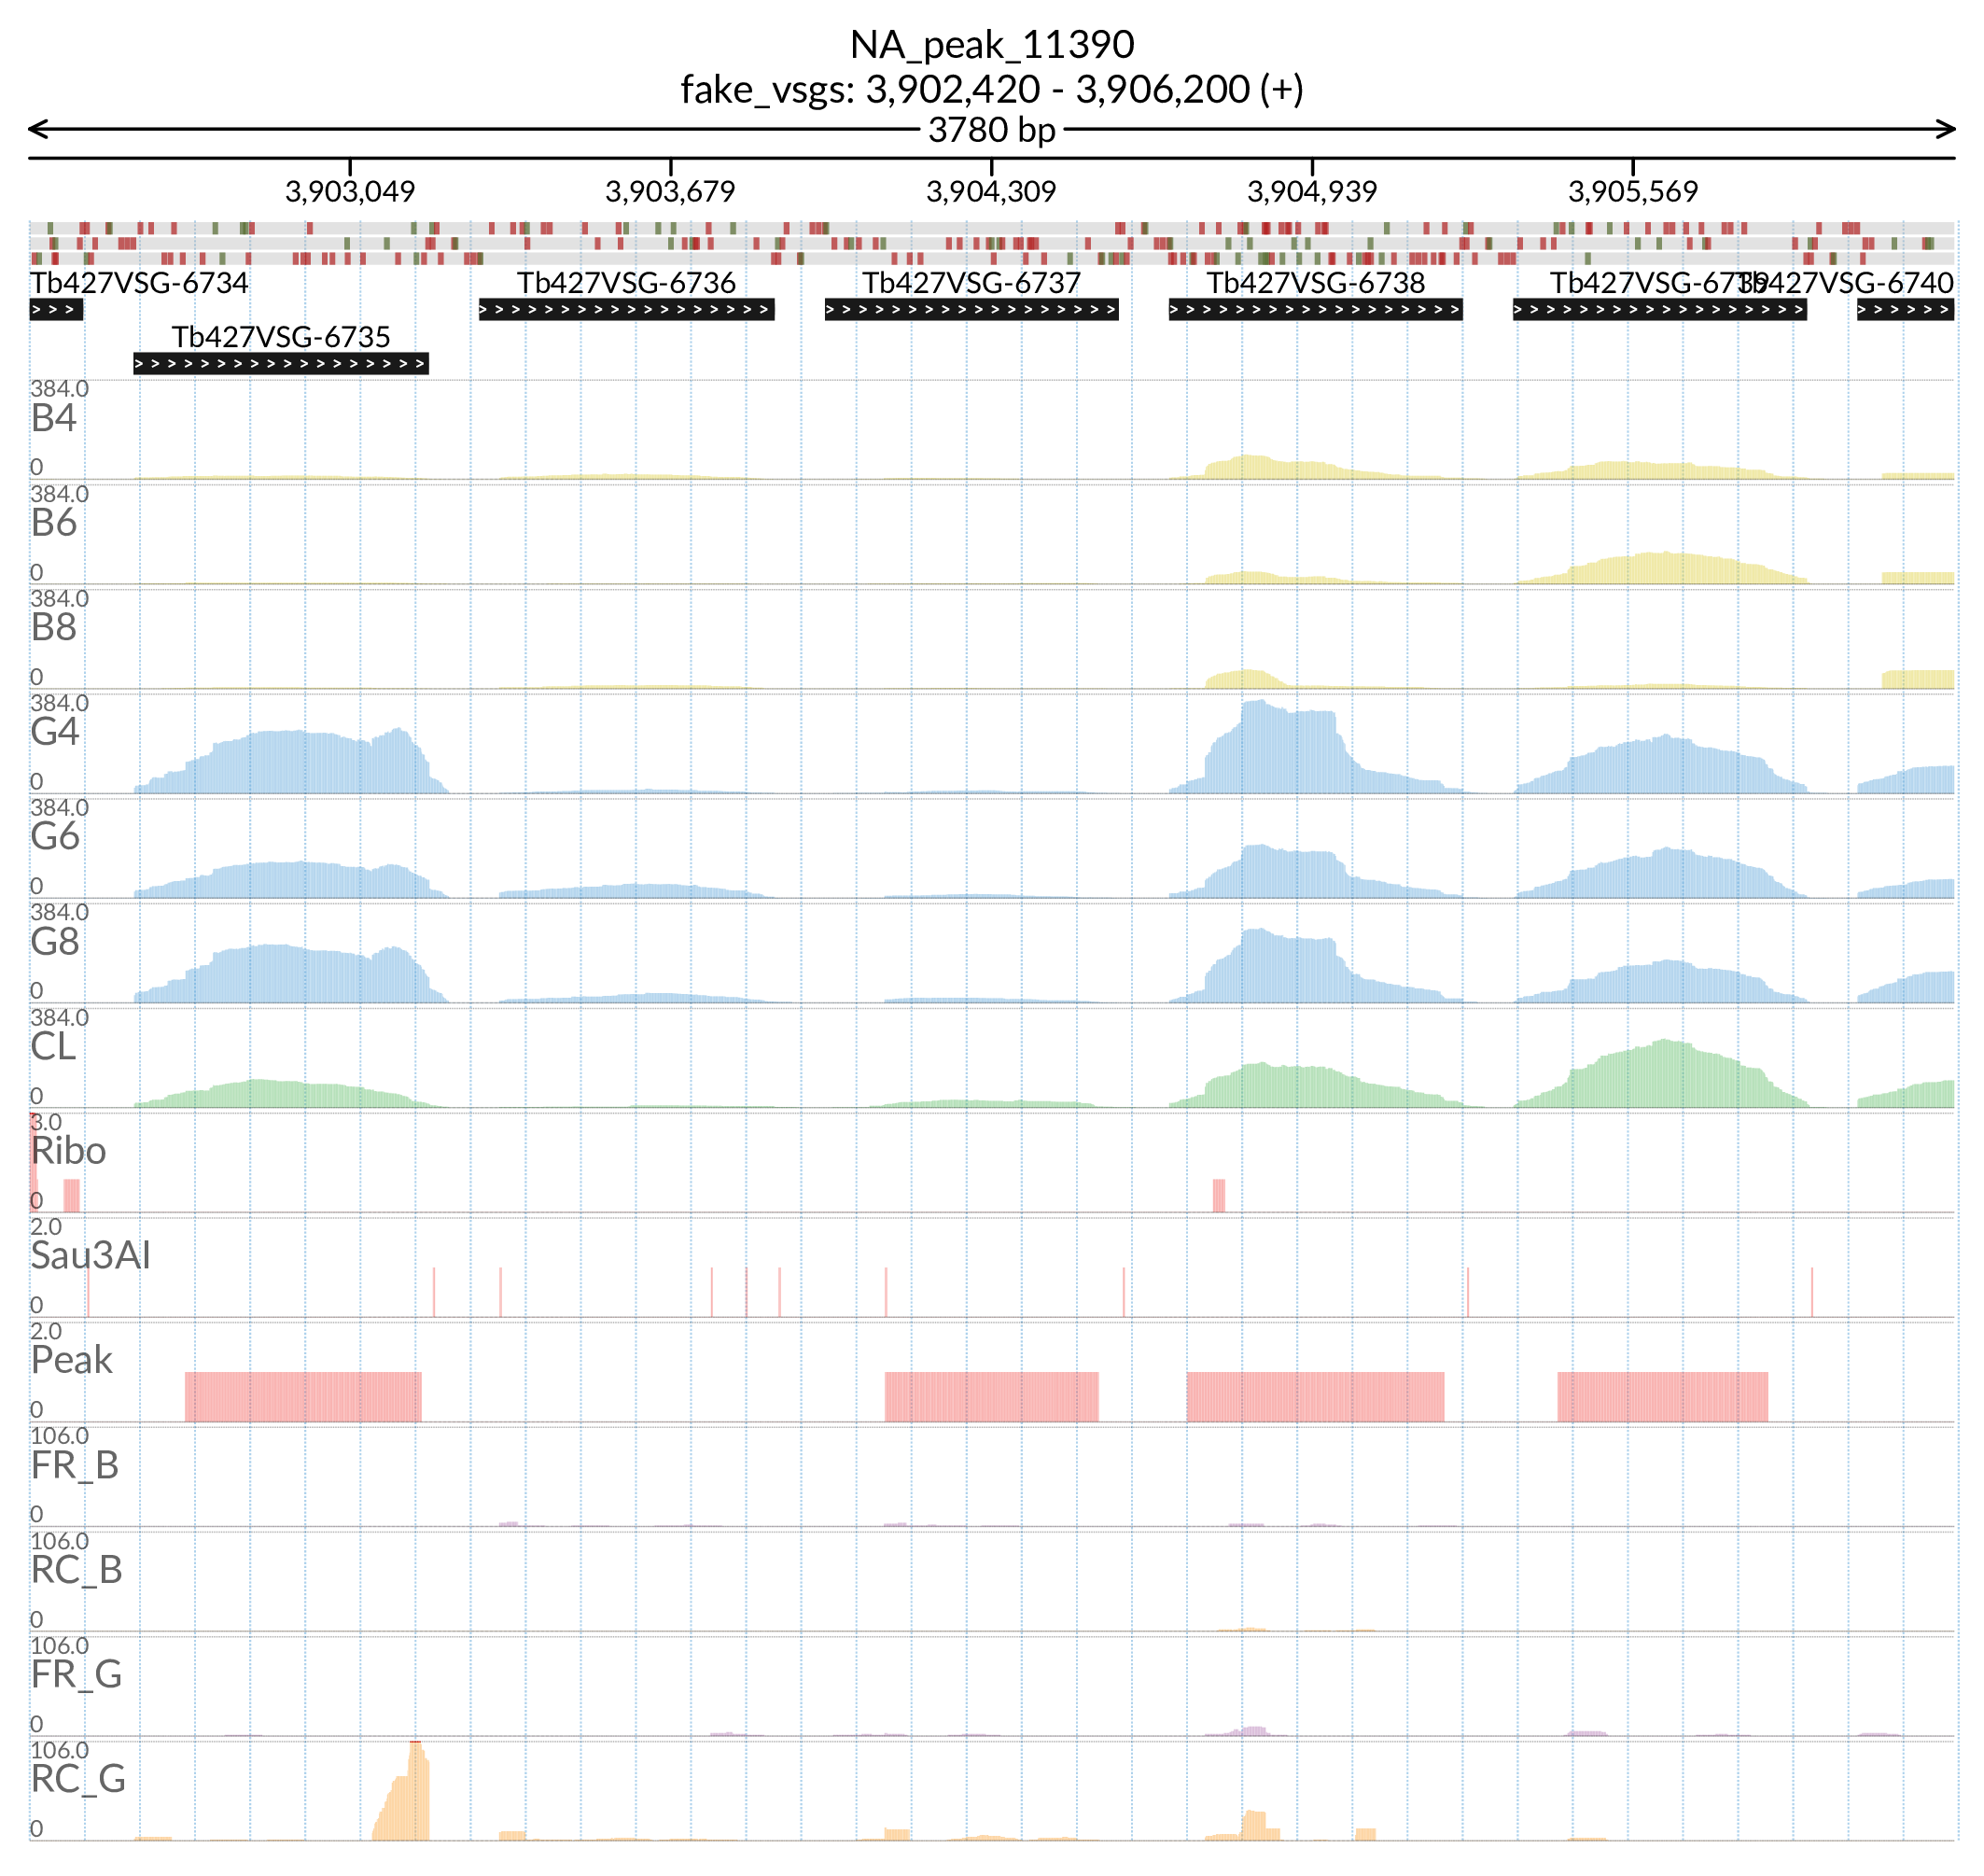 NA_peak_11390
fake_vsgs: 3,902,420 - 3,906,200 (+)
3780 bp
3,903,049 3,903,679 3,904,309 3,904,939 3,905,569
Tb427VSG-6734 Tb427VSG-6736 Tb427VSG-6737 Tb427VSG-6738 Tb427VSG-6739 Tb427VSG-6740
Tb427VSG-6735
384.0
B4
0
384.0
B6
0
384.0
B8
0
384.0
G4
0
384.0
G6
0
384.0
G8
0
384.0
CL
0
3.0
Ribo
0
2.0
Sau3AI
0
2.0
Peak
0
106.0
FR_B
0
106.0
RC_B
0
106.0
FR_G
0
106.0
RC_G
0